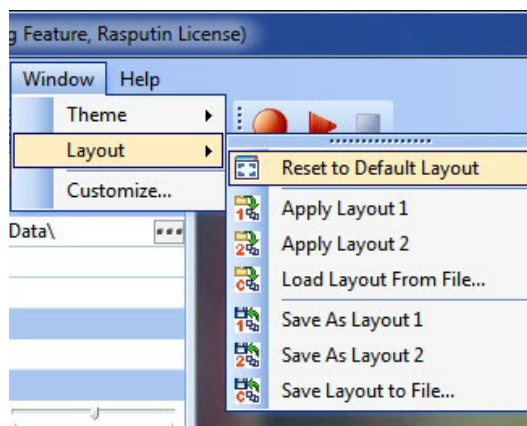 g Feature, Rasputin License)
Window Help
Theme
Layout
Customize...
Data\
Reset to Default Layout
Apply Layout 1
Apply Layout 2
Load Layout From File...
Save As Layout 1
Save As Layout 2
Save Layout to File...